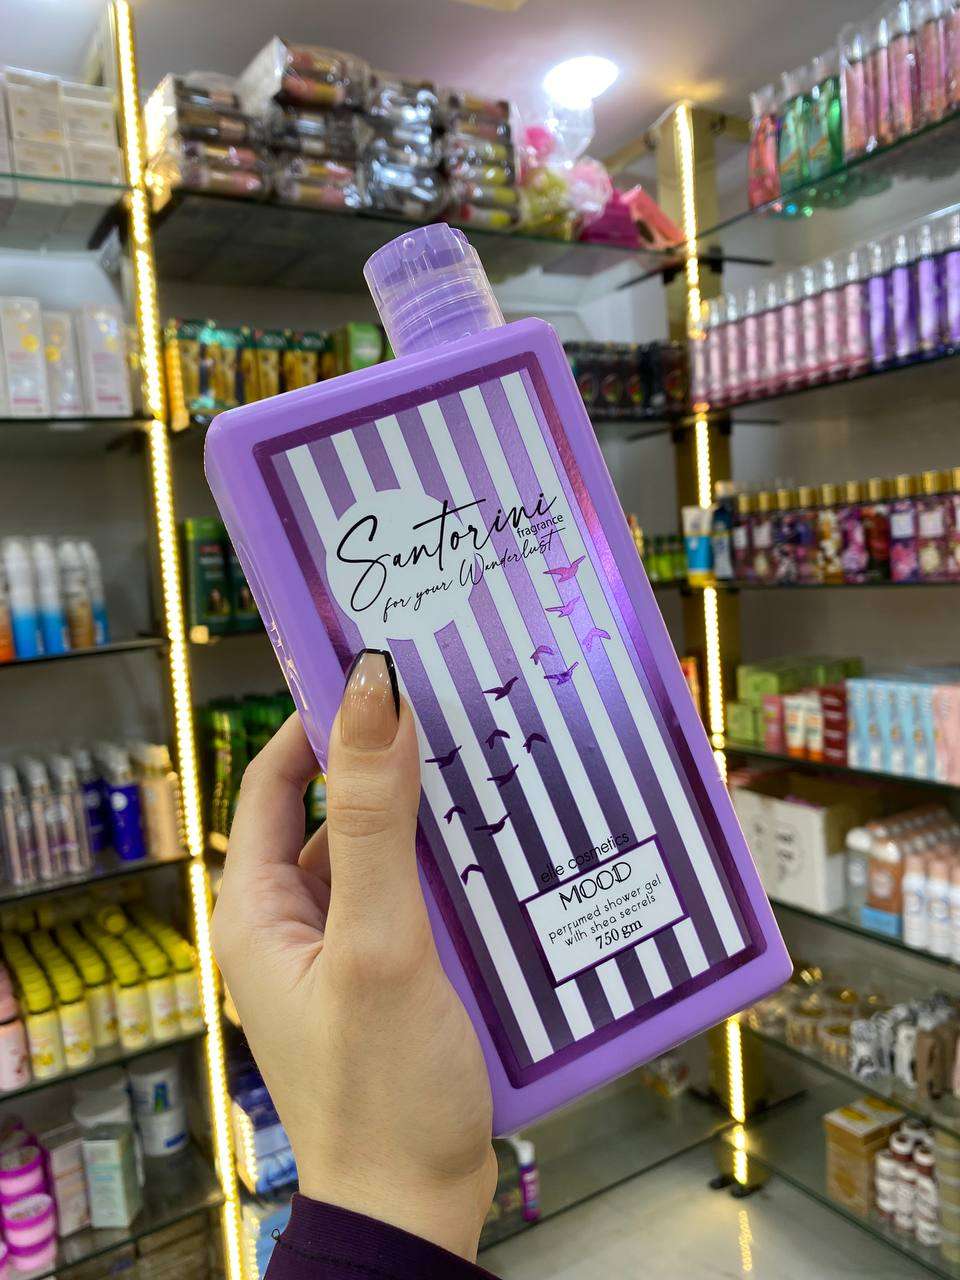 Santorini
fragrance
for your Wanderlust
elle cosmetics
MOOD
perfumed shower gel
with shea secrets
750 gm